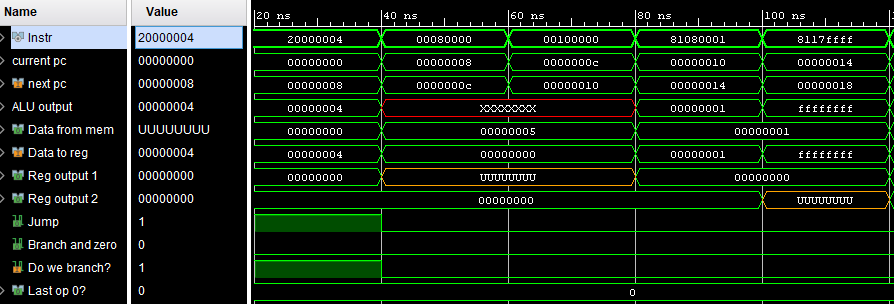 Name Value 20 ns 40 ns 60 ns 80 ns 100 ns
Instr 20000004 20000004 00080000 00100000 81080001 8117ffff
current pc 00000000 00000000 00000008 0000000c 00000010 00000014
next pc 00000008 00000008 0000000c 00000010 00000014 00000018
ALU output 00000004 00000004 XXXXXXXX 00000001 ffffffff
Data from mem UUUUUUUU 00000000 00000005 00000001
Data to reg 00000004 00000004 00000000 00000001 ffffffff
Reg output 1 00000000 00000000 UUUUUUUU 00000000
Reg output 2 00000000 00000000 UUUUUUUU
Jump 1
Branch and zero 0
Do we branch? 1
Last op 0? 0 0